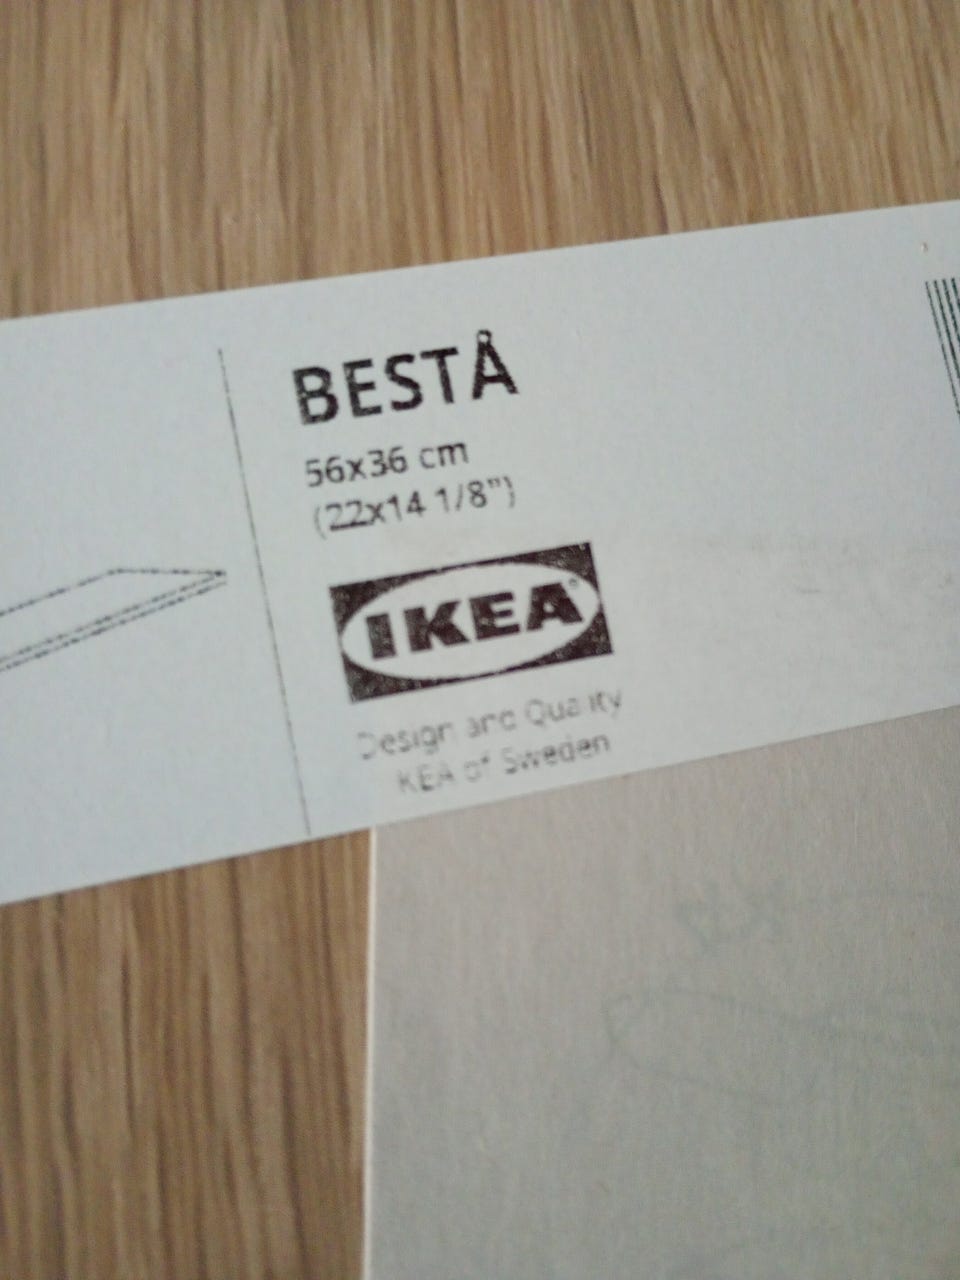 BESTÅ
56x36 cm
(22x14 1/8")
IKEA®
Design and Quality
IKEA of Sweden